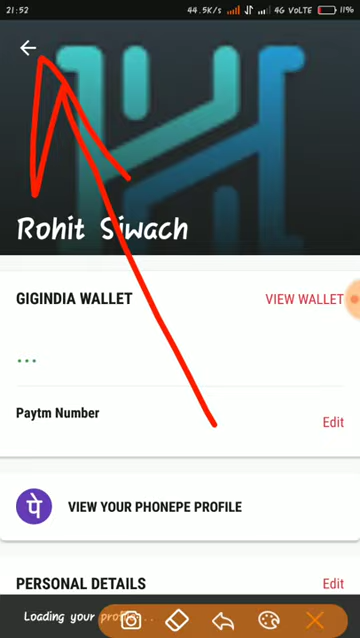 21:52 44.5K/s 4G VoLTE 11%
Rohit Siwach
GIGINDIA WALLET VIEW WALLET
...
Paytm Number
Edit
पे VIEW YOUR PHONEPE PROFILE
PERSONAL DETAILS Edit
Loading your